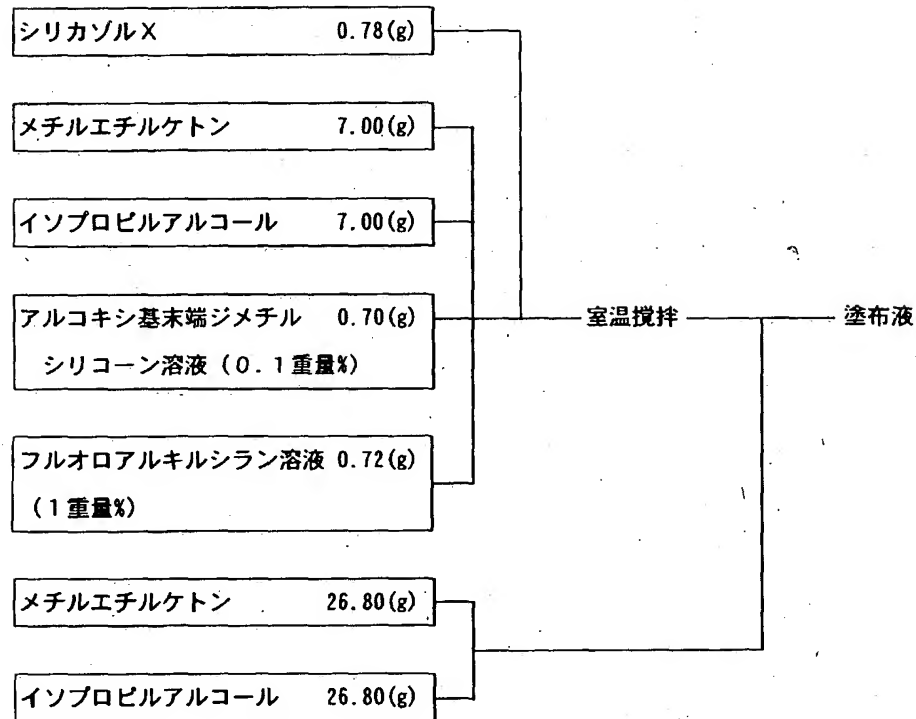 シリカゾルX 0.78(g)
メチルエチルケトン 7.00(g)
イソプロピルアルコール 7.00(g)
アルコキシ基末端ジメチル 0.70(g)
シリコーン溶液(0.1重量%)
フルオロアルキルシラン溶液 0.72(g)
(1重量%)
メチルエチルケトン 26.80(g)
イソプロピルアルコール 26.80(g)
室温攪拌
塗布液